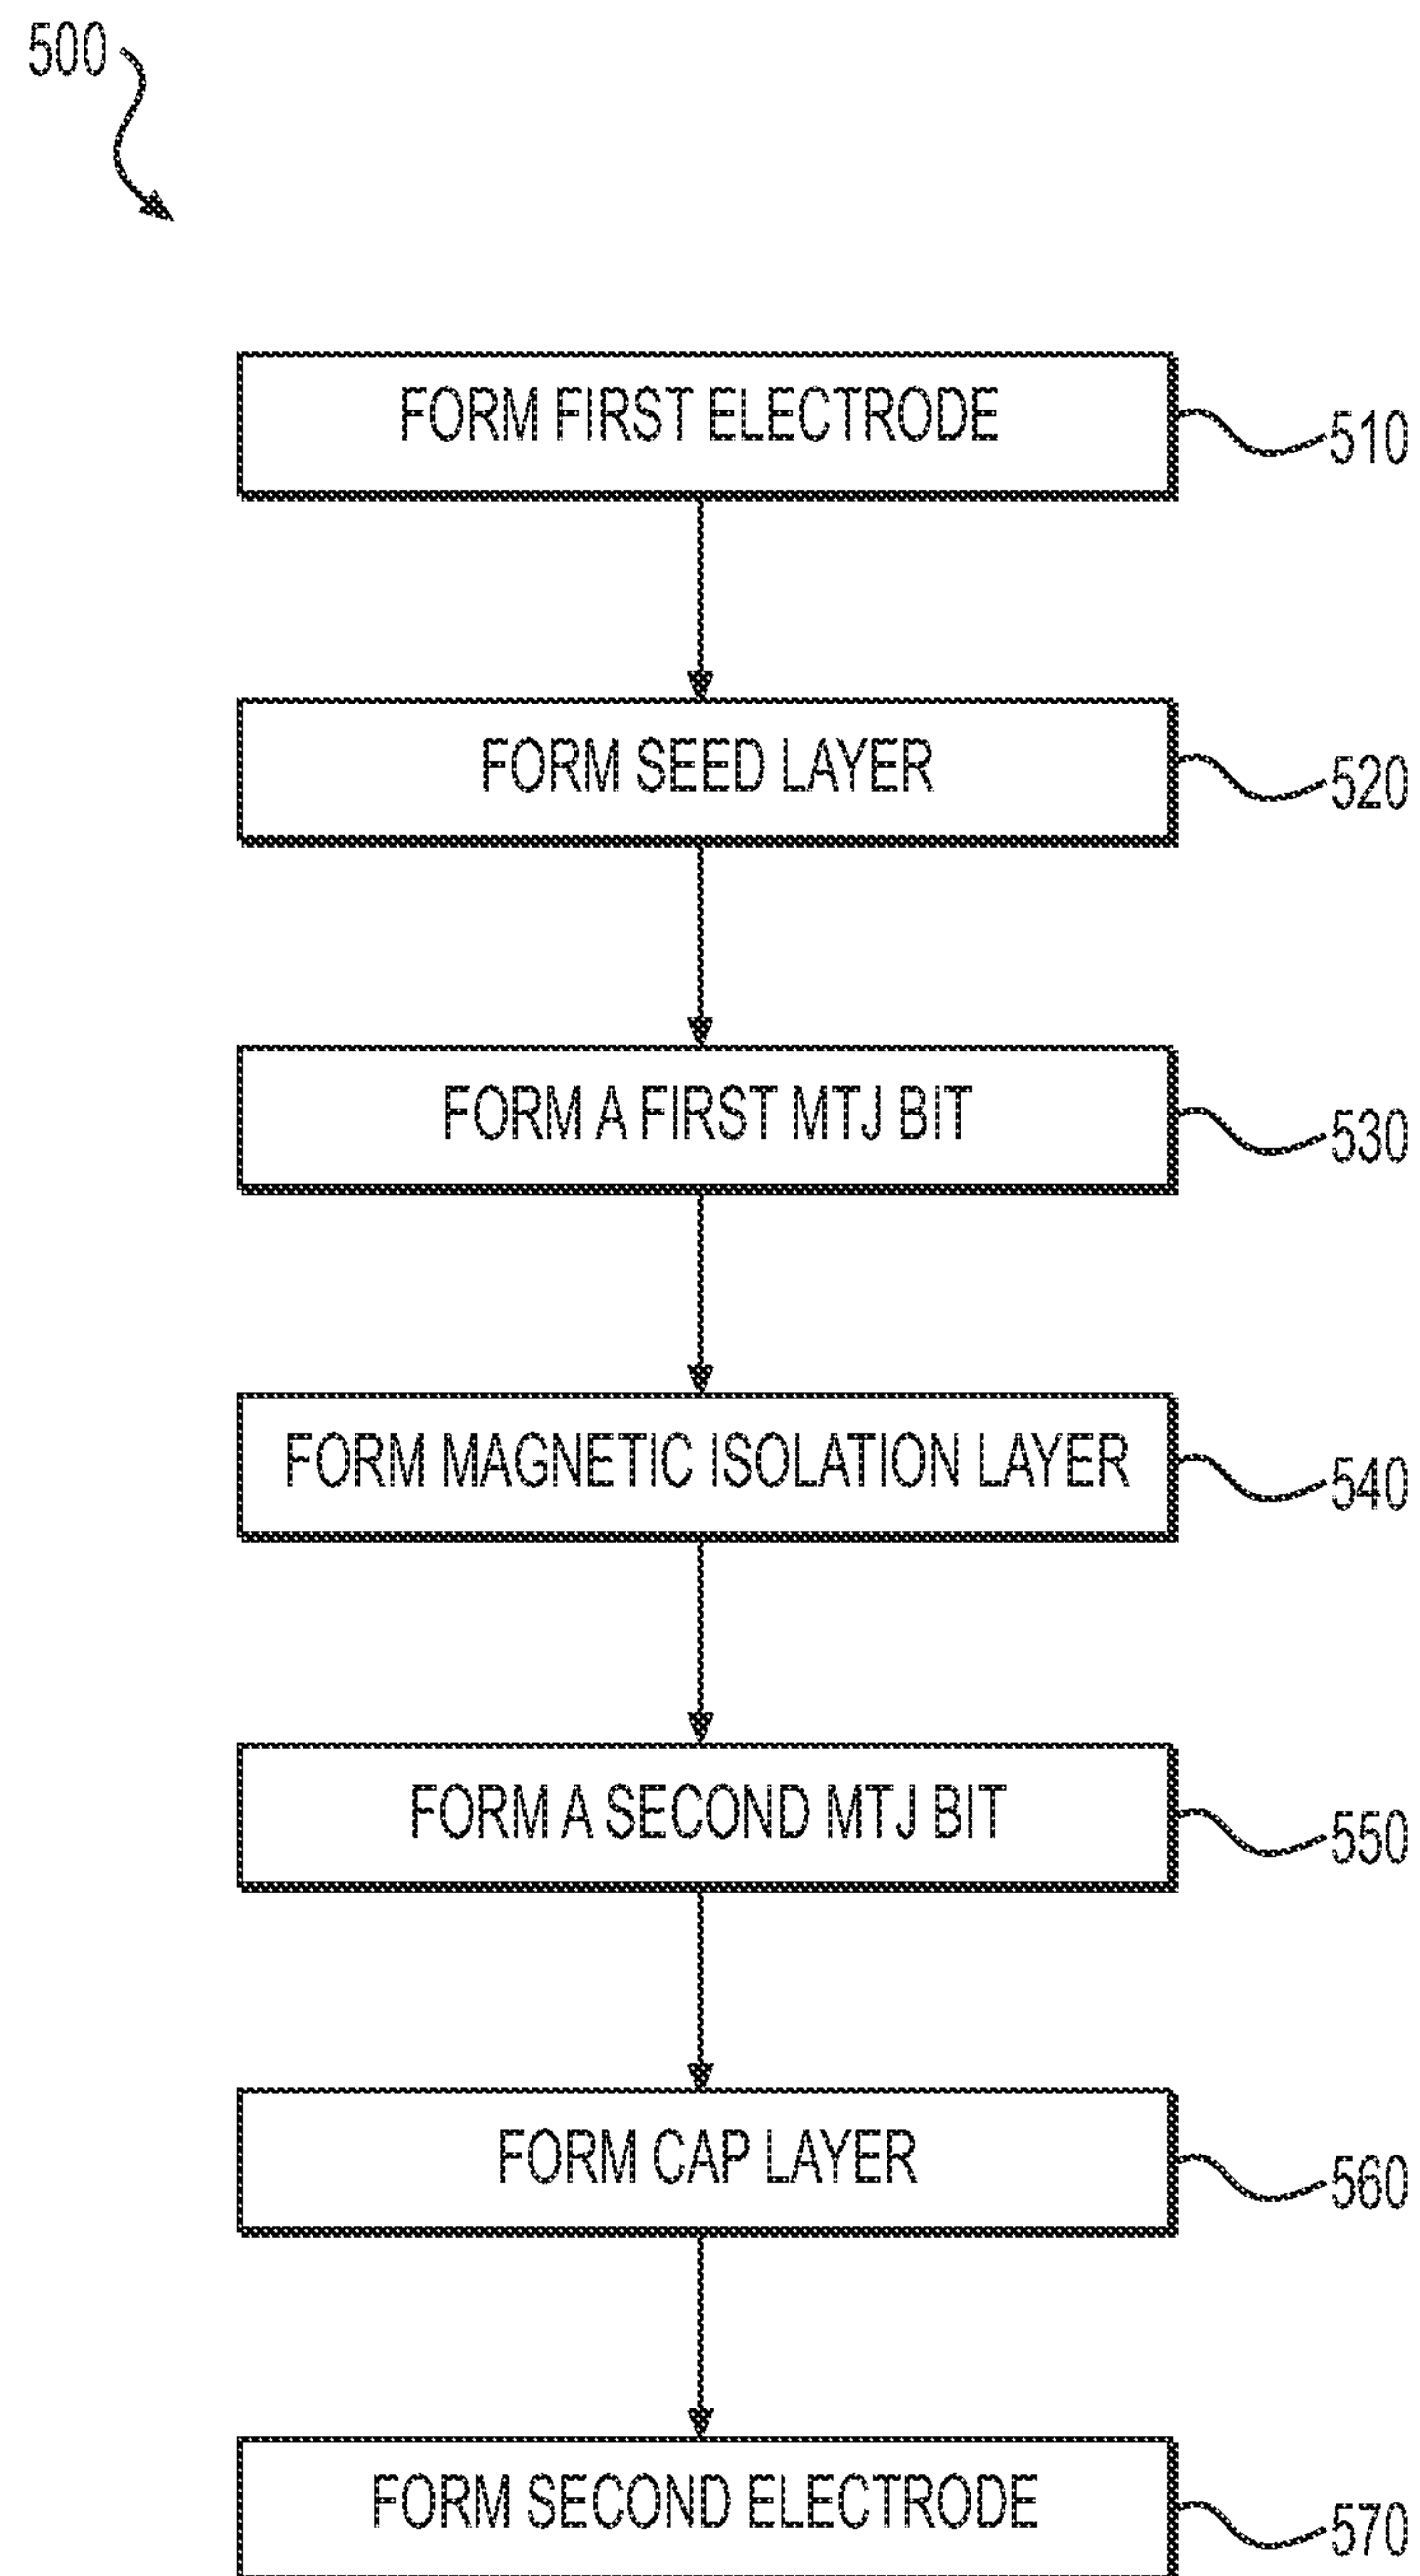 500
FORM FIRST ELECTRODE
510
FORM SEED LAYER
520
FORM A FIRST MTJ BIT
530
FORM MAGNETIC ISOLATION LAYER
540
FORM A SECOND MTJ BIT
550
FORM CAP LAYER
560
FORM SECOND ELECTRODE
570